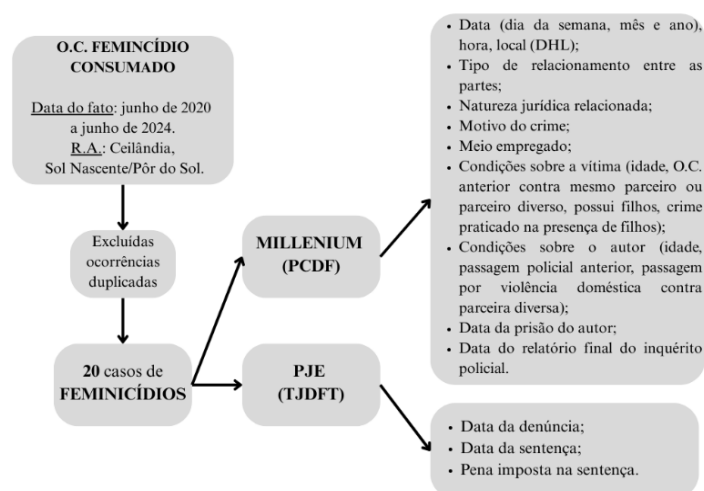 O.C. FEMINCÍDIO
CONSUMADO
Data do fato: junho de 2020
a junho de 2024.
R.A.: Ceilândia,
Sol Nascente/Pôr do Sol.
Excluídas
ocorrências
duplicadas
20 casos de
FEMINICÍDIOS
MILLENIUM
(PCDF)
PJE
(TJDFT)
• Data (dia da semana, mês e ano),
hora, local (DHL);
• Tipo de relacionamento entre as
partes;
• Natureza jurídica relacionada;
• Motivo do crime;
• Meio empregado;
• Condições sobre a vítima (idade, O.C.
anterior contra mesmo parceiro ou
parceiro diverso, possui filhos, crime
praticado na presença de filhos);
• Condições sobre o autor (idade,
passagem policial anterior, passagem
por violência doméstica contra
parceira diversa);
• Data da prisão do autor;
• Data do relatório final do inquérito
policial.
• Data da denúncia;
• Data da sentença;
• Pena imposta na sentença.